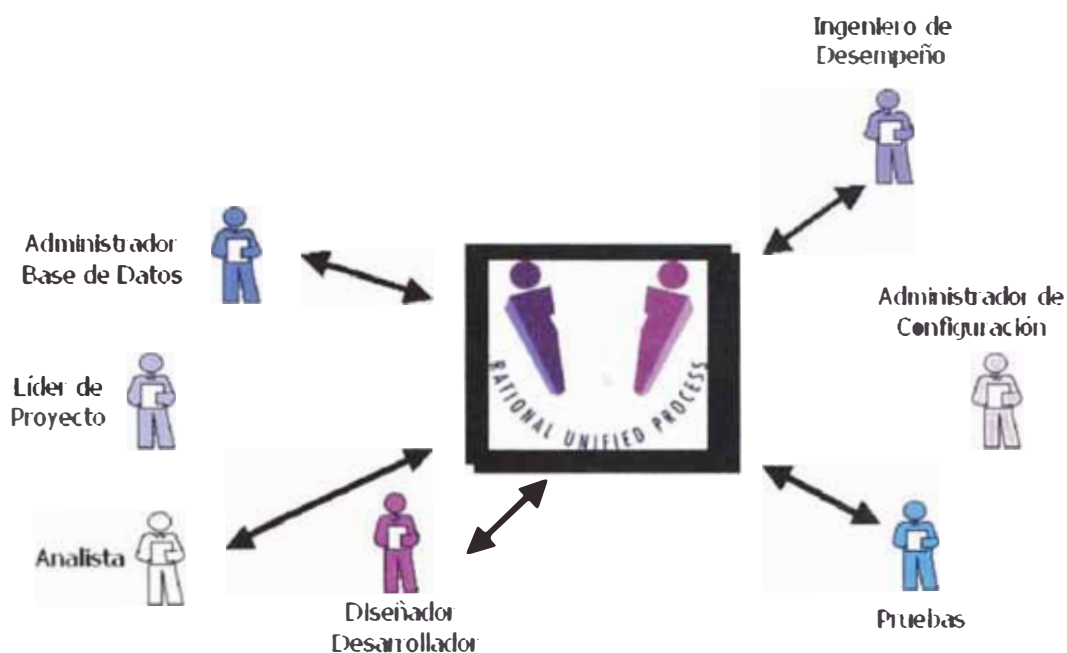 Ingeniero de
Desempeño
Administrador
Base de Datos
Administrador de
Configuración
Líder de
Proyecto
RATIONAL UNIFIED PROCESS
Analista
Diseñador
Desarrollador
Pruebas